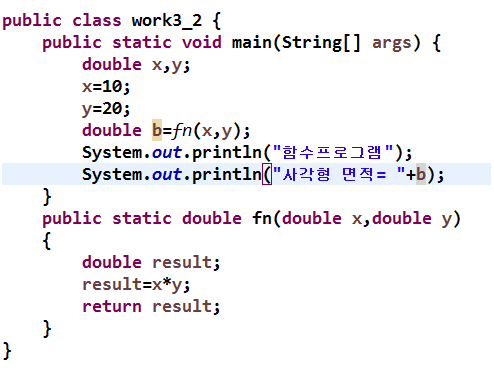 public class work3_2 {
    public static void main(String[] args) {
        double x,y;
        x=10;
        y=20;
        double b=fn(x,y);
        System.out.println("함수프로그램");
        System.out.println("사각형 면적= "+b);
    }
    public static double fn(double x,double y)
    {
        double result;
        result=x*y;
        return result;
    }
}